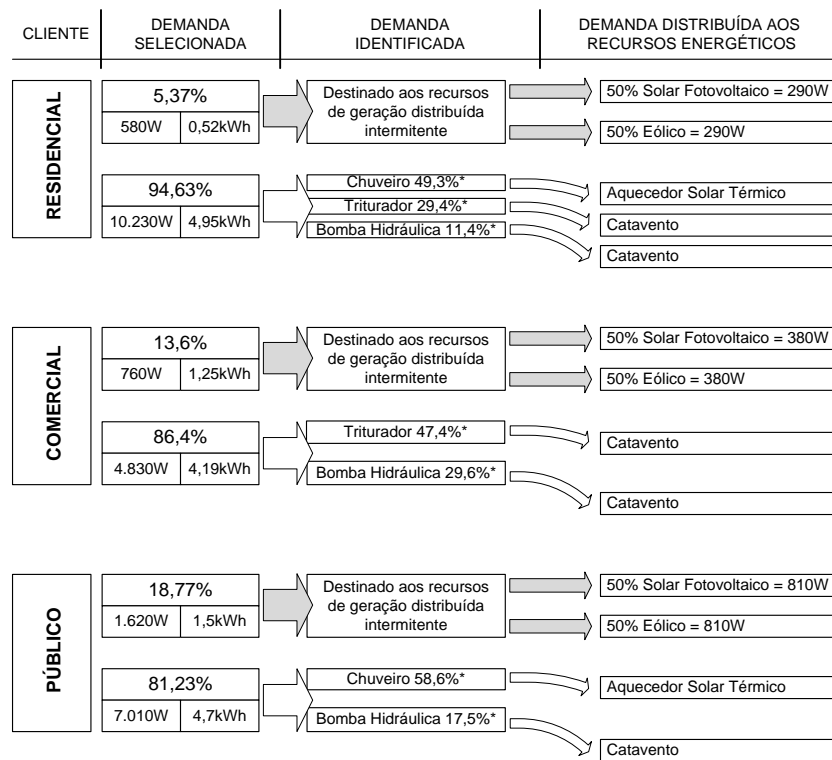 CLIENTE
DEMANDA
SELECIONADA
DEMANDA
IDENTIFICADA
DEMANDA DISTRIBUÍDA AOS
RECURSOS ENERGÉTICOS
RESIDENCIAL
5,37%
580W 0,52kWh
Destinado aos recursos
de geração distribuída
intermitente
50% Solar Fotovoltaico = 290W
50% Eólico = 290W
94,63%
10.230W 4,95kWh
Chuveiro 49,3%*
Triturador 29,4%*
Bomba Hidráulica 11,4%*
Aquecedor Solar Térmico
Catavento
Catavento
COMERCIAL
13,6%
760W 1,25kWh
Destinado aos recursos
de geração distribuída
intermitente
50% Solar Fotovoltaico = 380W
50% Eólico = 380W
86,4%
4.830W 4,19kWh
Triturador 47,4%*
Bomba Hidráulica 29,6%*
Catavento
Catavento
PÚBLICO
18,77%
1.620W 1,5kWh
Destinado aos recursos
de geração distribuída
intermitente
50% Solar Fotovoltaico = 810W
50% Eólico = 810W
81,23%
7.010W 4,7kWh
Chuveiro 58,6%*
Bomba Hidráulica 17,5%*
Aquecedor Solar Térmico
Catavento